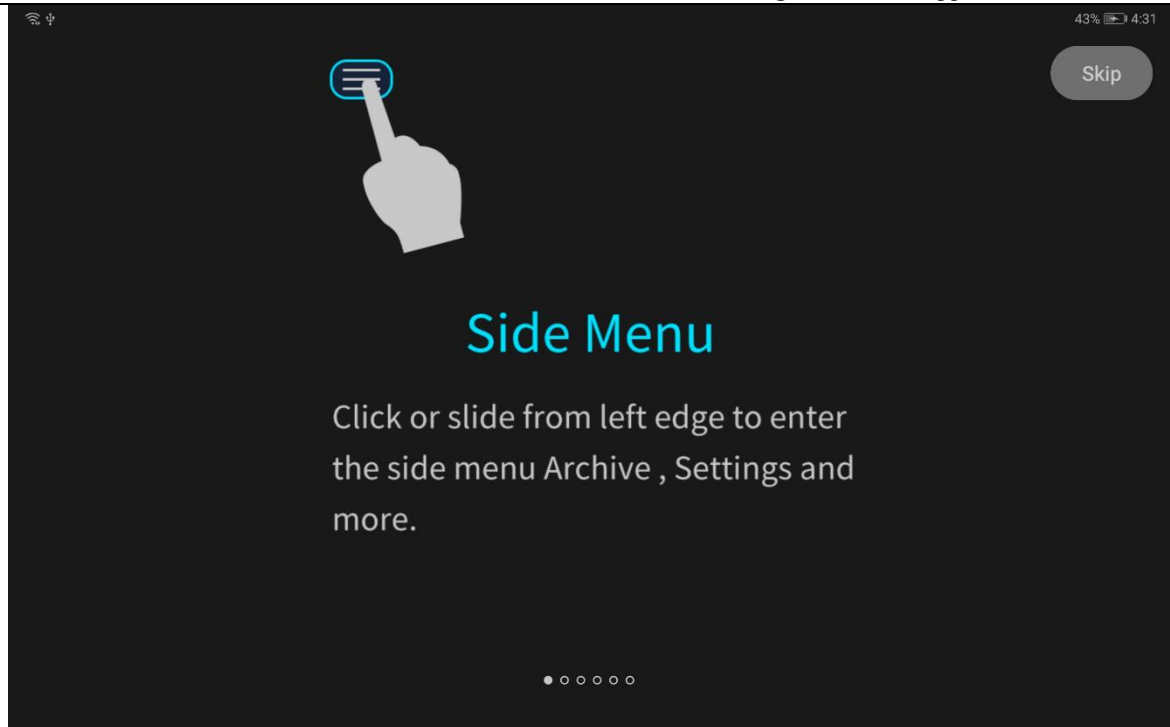 43% 4:31
Skip
Side Menu
Click or slide from left edge to enter
the side menu Archive , Settings and
more.